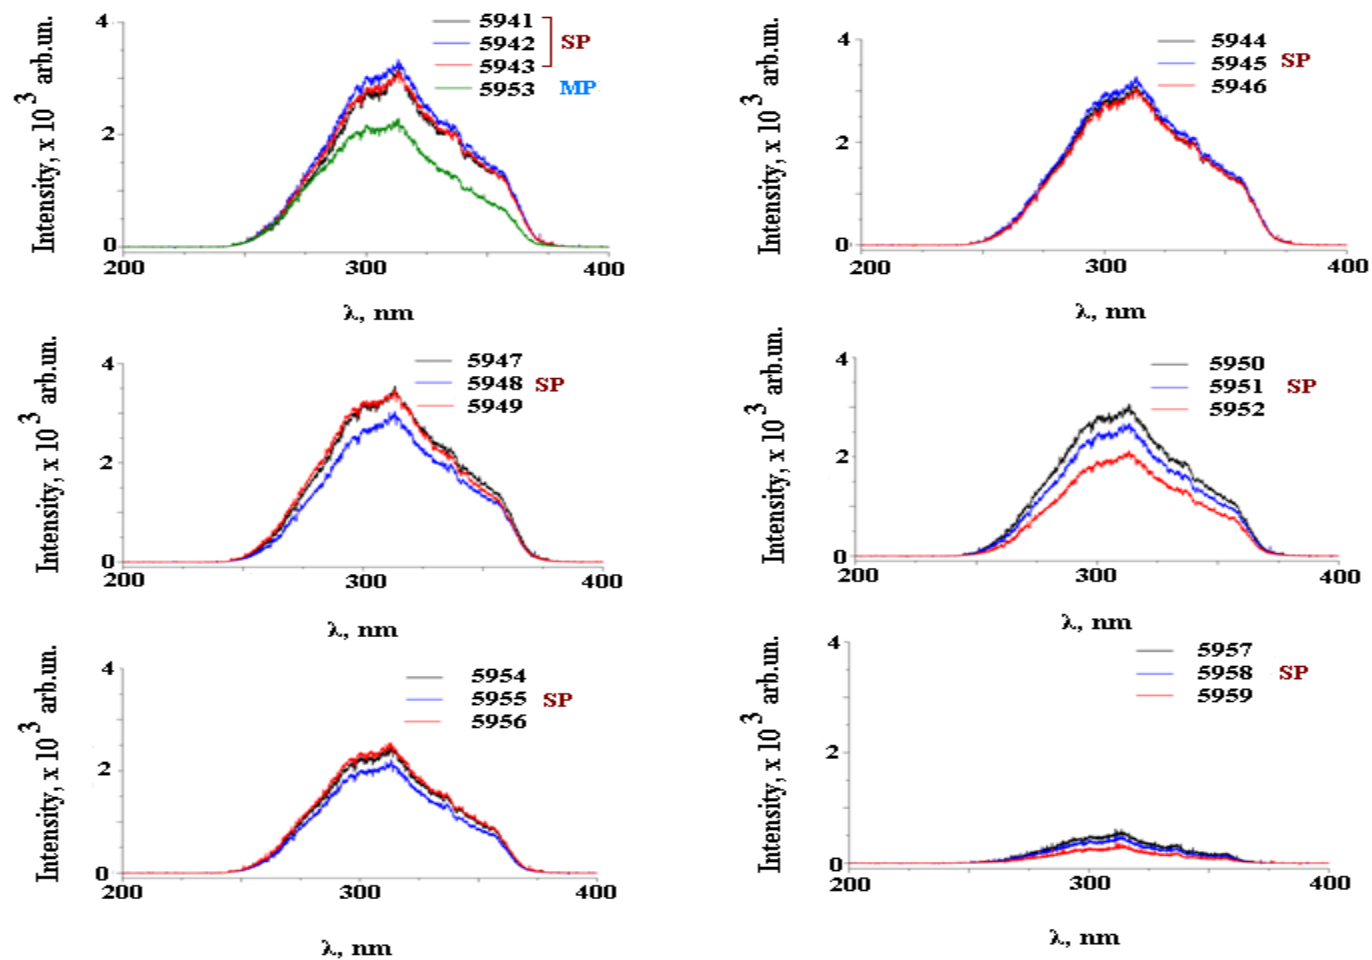 4
5941
5942
5943
5953
SP
MP
Intensity, x 10³ arb.un.
2
0
200
300
400
λ, nm
4
5944
5945
5946
SP
Intensity, x 10³ arb.un.
2
0
200
300
400
λ, nm
4
5947
5948
5949
SP
Intensity, x 10³ arb.un.
2
0
200
300
400
λ, nm
4
5950
5951
5952
SP
Intensity, x 10³ arb.un.
2
0
200
300
400
λ, nm
4
5954
5955
5956
SP
Intensity, x 10³ arb.un.
2
0
200
300
400
λ, nm
4
5957
5958
5959
SP
Intensity, x 10³ arb.un.
2
0
200
300
400
λ, nm